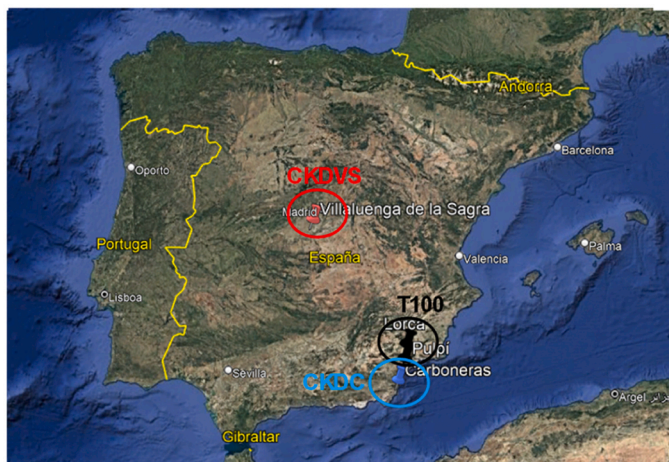 Andorra
Barcelona
Oporto
CKDVS
Madrid
Villaluenga de la Sagra
Portugal
España
Palma
Valencia
Lisboa
T100
Lorca
Pulpí
Carboneras
Sevilla
CKDC
Argel الجزائر
Gibraltar